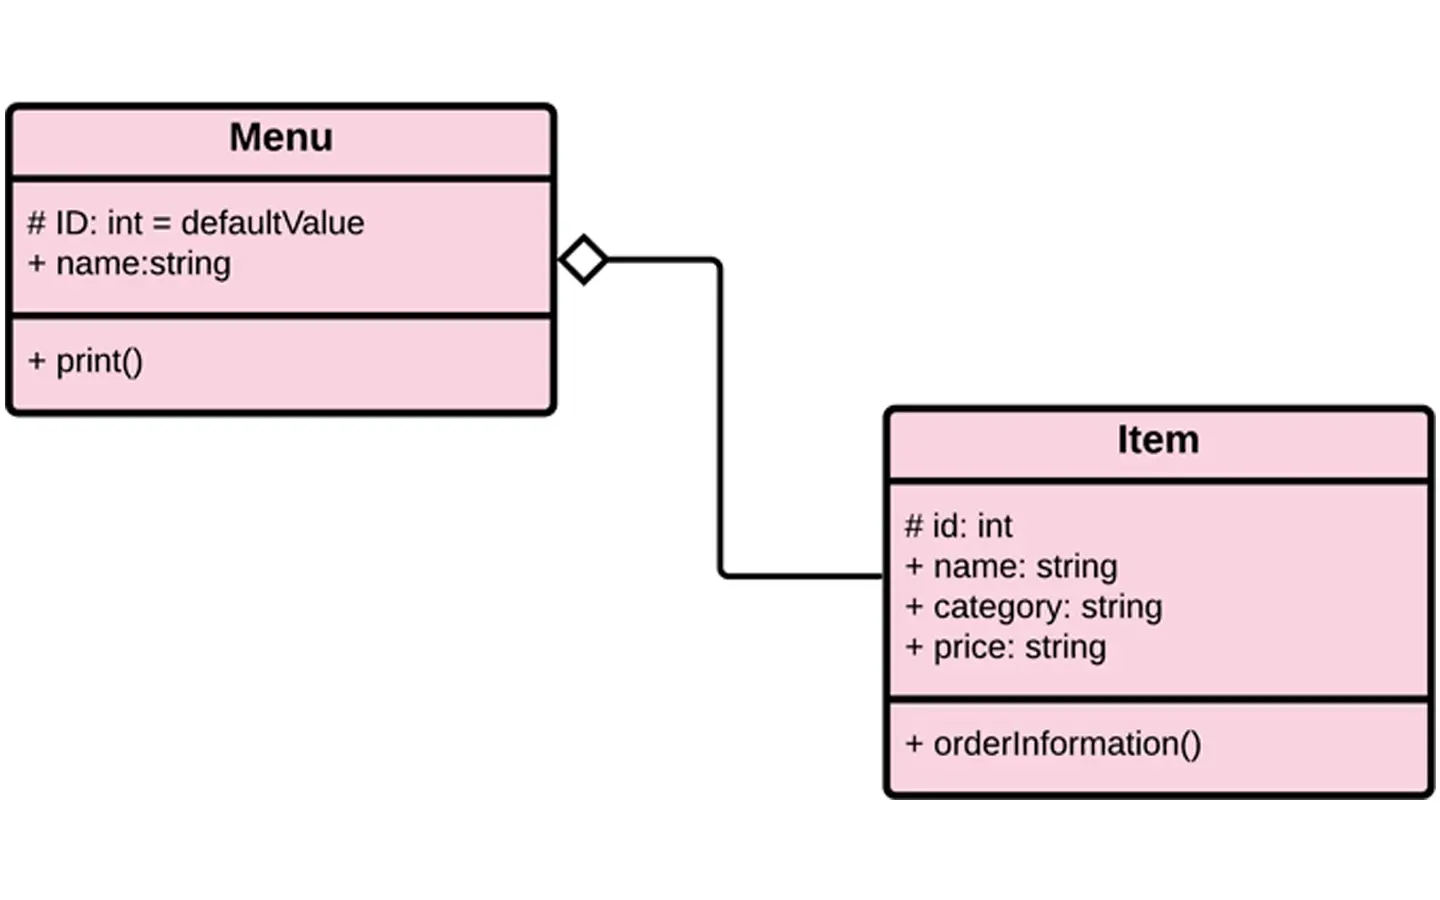 Menu
# ID: int = defaultValue
+ name:string
+ print()
Item
# id: int
+ name: string
+ category: string
+ price: string
+ orderInformation()